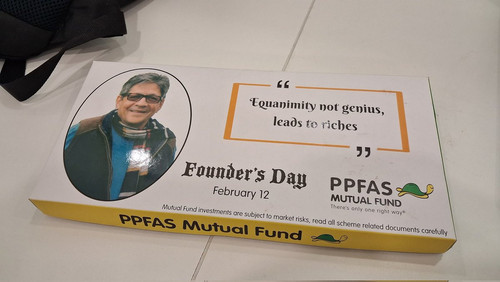 “
Equanimity not genius,
leads to riches
”
Founder's Day
February 12
PPFAS
MUTUAL FUND
There's only one right way®
Mutual Fund investments are subject to market risks, read all scheme related documents carefully
PPFAS Mutual Fund